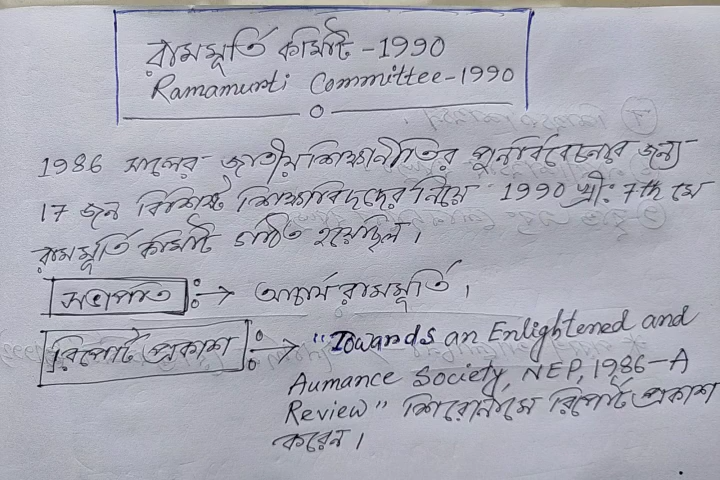 রামমূর্তি কমিটি - 1990
Ramamurti Committee-1990
1986 সালের জাতীয় শিক্ষানীতির পুনর্বিবেচনার জন্য
17 জন বিশিষ্ট শিক্ষাবিদদের নিয়ে 1990 খ্রীঃ 7th মে
রামমূর্তি কমিটি গঠিত হয়েছিল।
সভাপতি :→ আচার্য রামমূর্তি।
রিপোর্ট প্রকাশ :→ "Towards an Enlightened and
Aumance Society, NEP, 1986-A
Review" শিরোনামে রিপোর্ট প্রকাশ
করেন।